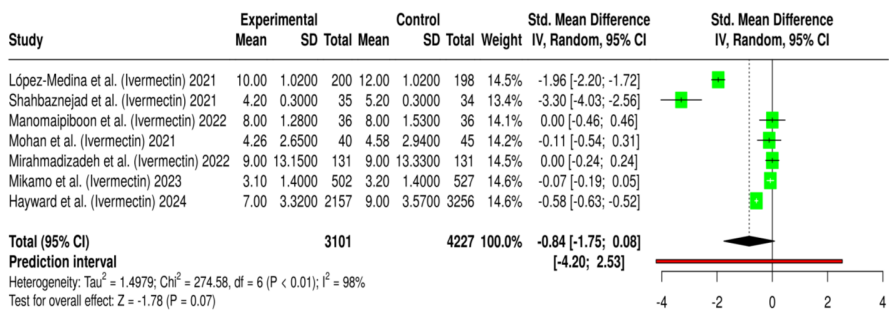 Experimental Control Std. Mean Difference Std. Mean Difference
Study Mean SD Total Mean SD Total Weight IV, Random, 95% CI IV, Random, 95% CI
López-Medina et al. (Ivermectin) 2021 10.00 1.0200 200 12.00 1.0200 198 14.5% -1.96 [-2.20; -1.72]
Shahbaznejad et al. (Ivermectin) 2021 4.20 0.3000 35 5.20 0.3000 34 13.4% -3.30 [-4.03; -2.56]
Manomaipiboon et al. (Ivermectin) 2022 8.00 1.2800 36 8.00 1.5300 36 14.1% 0.00 [-0.46; 0.46]
Mohan et al. (Ivermectin) 2021 4.26 2.6500 40 4.58 2.9400 45 14.2% -0.11 [-0.54; 0.31]
Mirahmadizadeh et al. (Ivermectin) 2022 9.00 13.1500 131 9.00 13.3300 131 14.5% 0.00 [-0.24; 0.24]
Mikamo et al. (Ivermectin) 2023 3.10 1.4000 502 3.20 1.4000 527 14.6% -0.07 [-0.19; 0.05]
Hayward et al. (Ivermectin) 2024 7.00 3.3200 2157 9.00 3.5700 3256 14.6% -0.58 [-0.63; -0.52]
Total (95% CI) 3101 4227 100.0% -0.84 [-1.75; 0.08]
Prediction interval [-4.20; 2.53]
Heterogeneity: Tau² = 1.4979; Chi² = 274.58, df = 6 (P < 0.01); I² = 98%
Test for overall effect: Z = -1.78 (P = 0.07)
-4 -2 0 2 4